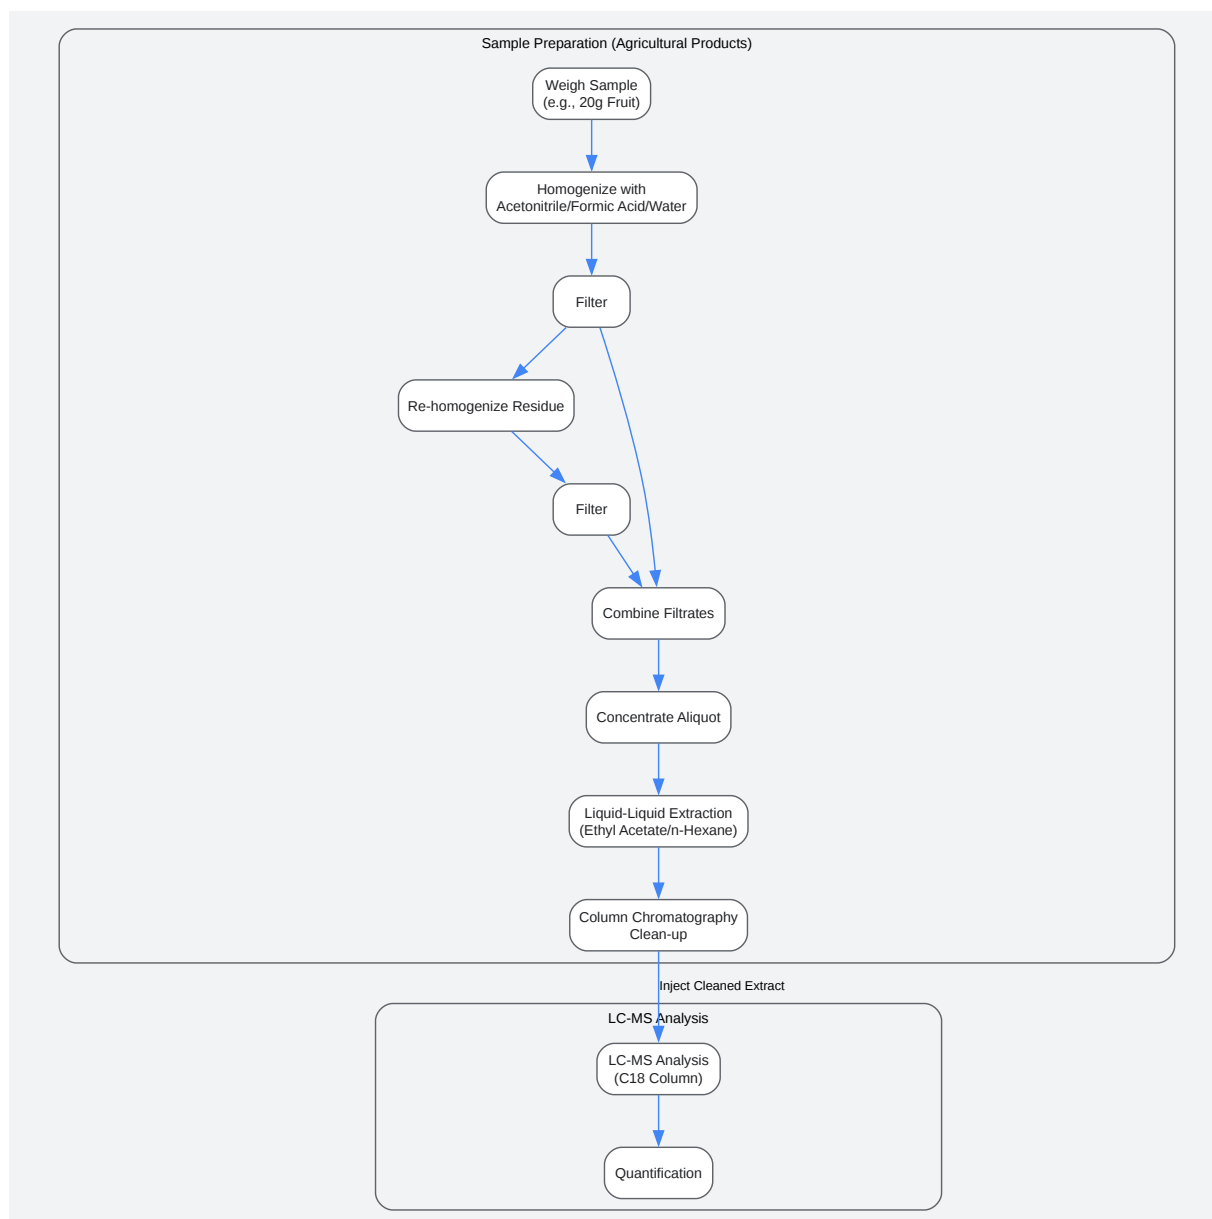 Sample Preparation (Agricultural Products)
Weigh Sample
(e.g., 20g Fruit)
Homogenize with
Acetonitrile/Formic Acid/Water
Filter
Re-homogenize Residue
Filter
Combine Filtrates
Concentrate Aliquot
Liquid-Liquid Extraction
(Ethyl Acetate/n-Hexane)
Column Chromatography
Clean-up
Inject Cleaned Extract
LC-MS Analysis
LC-MS Analysis
(C18 Column)
Quantification